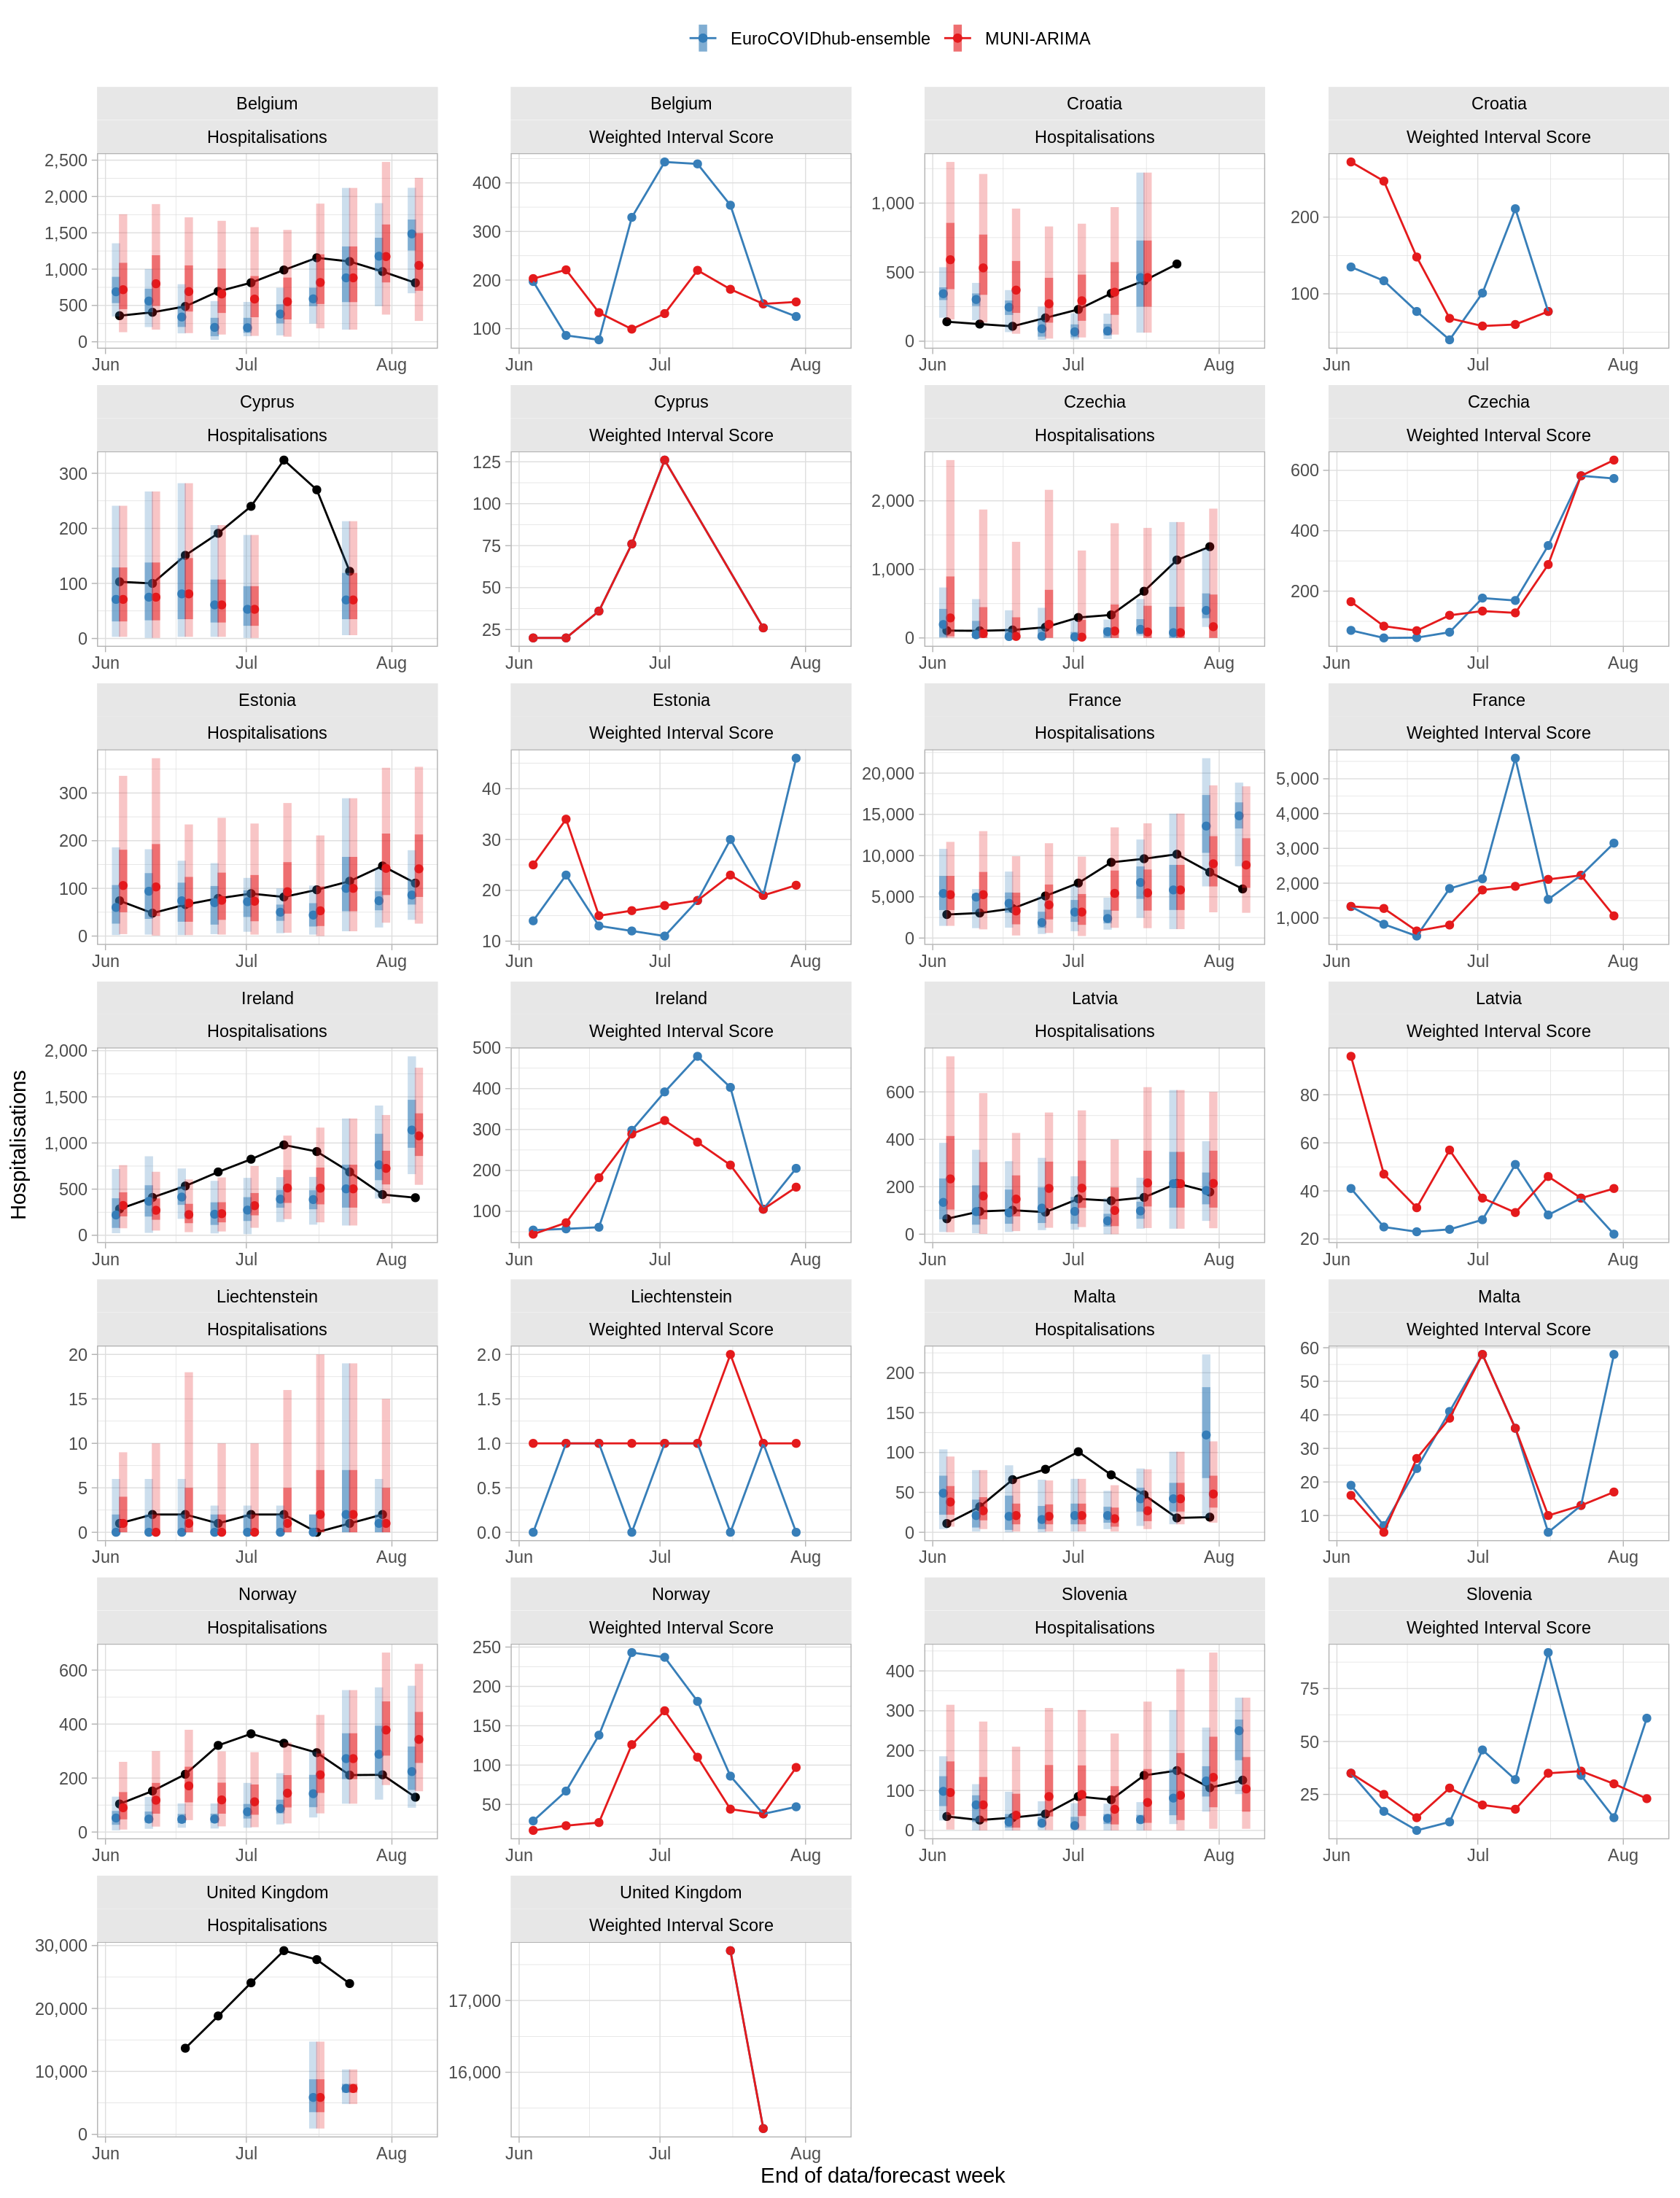 EuroCOVIDhub-ensemble MUNI-ARIMA
Belgium Belgium Croatia Croatia
Hospitalisations Weighted Interval Score Hospitalisations Weighted Interval Score
2,500
2,000
1,500
1,000
500
0
Jun Jul Aug
400
300
200
100
Jun Jul Aug
1,000
500
0
Jun Jul Aug
200
100
Jun Jul Aug
Cyprus Cyprus Czechia Czechia
Hospitalisations Weighted Interval Score Hospitalisations Weighted Interval Score
300
200
100
0
Jun Jul Aug
125
100
75
50
25
Jun Jul Aug
2,000
1,000
0
Jun Jul Aug
600
400
200
Jun Jul Aug
Estonia Estonia France France
Hospitalisations Weighted Interval Score Hospitalisations Weighted Interval Score
300
200
100
0
Jun Jul Aug
40
30
20
10
Jun Jul Aug
20,000
15,000
10,000
5,000
0
Jun Jul Aug
5,000
4,000
3,000
2,000
1,000
Jun Jul Aug
Ireland Ireland Latvia Latvia
Hospitalisations Weighted Interval Score Hospitalisations Weighted Interval Score
2,000
1,500
1,000
500
0
Jun Jul Aug
500
400
300
200
100
Jun Jul Aug
600
400
200
0
Jun Jul Aug
80
60
40
20
Jun Jul Aug
Liechtenstein Liechtenstein Malta Malta
Hospitalisations Weighted Interval Score Hospitalisations Weighted Interval Score
20
15
10
5
0
Jun Jul Aug
2.0
1.5
1.0
0.5
0.0
Jun Jul Aug
200
150
100
50
0
Jun Jul Aug
60
50
40
30
20
10
Jun Jul Aug
Norway Norway Slovenia Slovenia
Hospitalisations Weighted Interval Score Hospitalisations Weighted Interval Score
600
400
200
0
Jun Jul Aug
250
200
150
100
50
Jun Jul Aug
400
300
200
100
0
Jun Jul Aug
75
50
25
Jun Jul Aug
United Kingdom United Kingdom
Hospitalisations Weighted Interval Score
30,000
20,000
10,000
0
Jun Jul Aug
17,000
16,000
Jun Jul Aug
Hospitalisations
End of data/forecast week